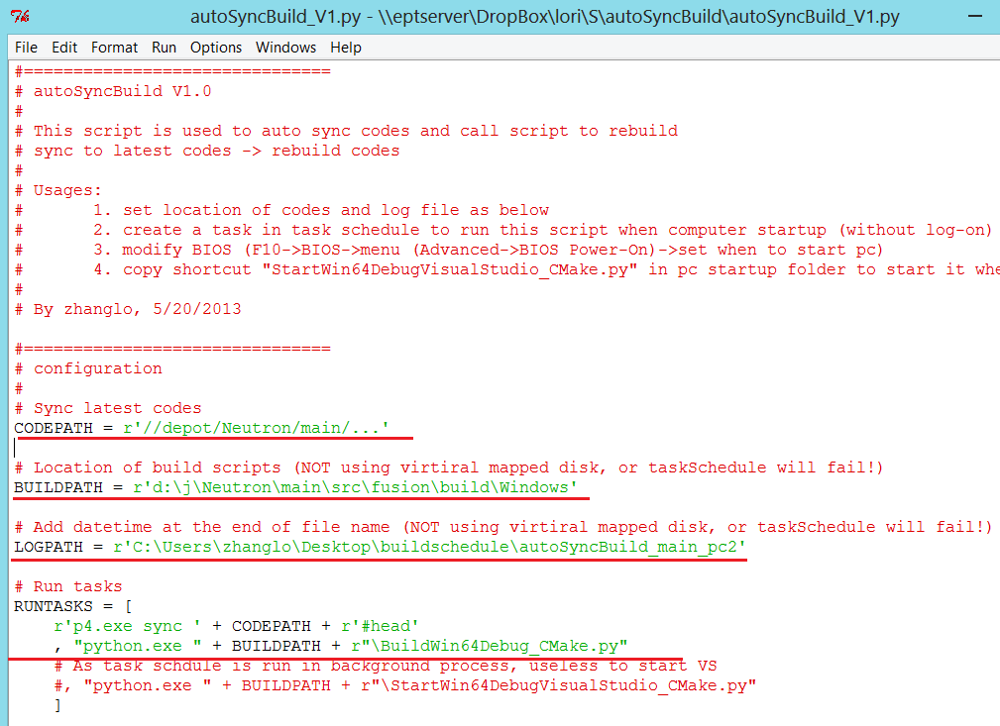 autoSyncBuild_V1.py - \\eptserver\DropBox\lori\S\autoSyncBuild\autoSyncBuild_V1.py
File Edit Format Run Options Windows Help
#===============================
# autoSyncBuild V1.0
#
# This script is used to auto sync codes and call script to rebuild
# sync to latest codes -> rebuild codes
#
# Usages:
#       1. set location of codes and log file as below
#       2. create a task in task schedule to run this script when computer startup (without log-on)
#       3. modify BIOS (F10->BIOS->menu (Advanced->BIOS Power-On)->set when to start pc)
#       4. copy shortcut "StartWin64DebugVisualStudio_CMake.py" in pc startup folder to start it whe
#
# By zhanglo, 5/20/2013
#===============================
# configuration
#
# Sync latest codes
CODEPATH = r'//depot/Neutron/main/...'
# Location of build scripts (NOT using virtiral mapped disk, or taskSchedule will fail!)
BUILDPATH = r'd:\j\Neutron\main\src\fusion\build\Windows'
# Add datetime at the end of file name (NOT using virtiral mapped disk, or taskSchedule will fail!)
LOGPATH = r'C:\Users\zhanglo\Desktop\buildschedule\autoSyncBuild_main_pc2'
# Run tasks
RUNTASKS = [
    r'p4.exe sync ' + CODEPATH + r'#head'
    , "python.exe " + BUILDPATH + r"\BuildWin64Debug_CMake.py"
    # As task schdule is run in background process, useless to start VS
    #, "python.exe " + BUILDPATH + r"\StartWin64DebugVisualStudio_CMake.py"
    ]